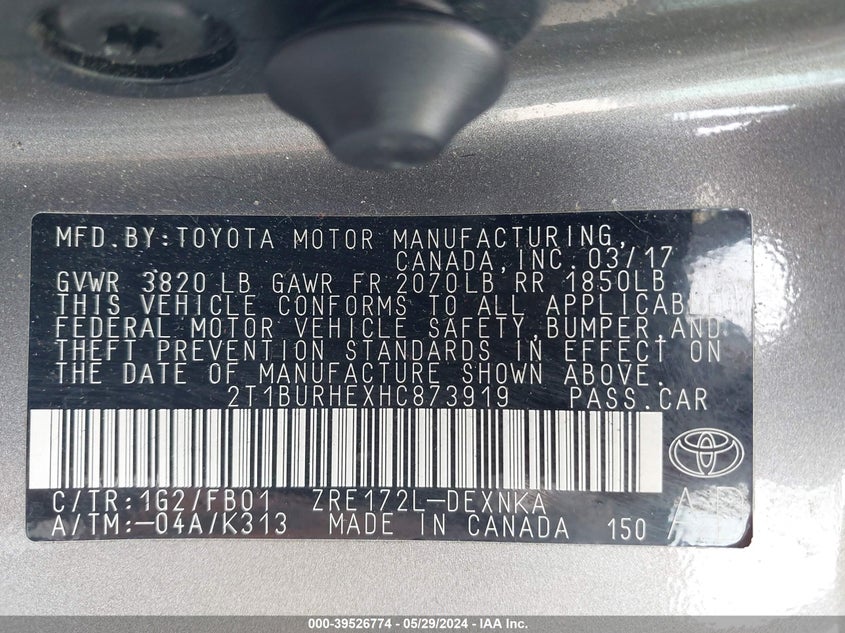 MFD.BY:TOYOTA MOTOR MANUFACTURING,
CANADA,INC. 03/17
GVWR 3820 LB GAWR FR 2070LB RR 1850LB
THIS VEHICLE CONFORMS TO ALL APPLICABLE
FEDERAL MOTOR VEHICLE SAFETY,BUMPER,AND
THEFT PREVENTION STANDARDS IN EFFECT ON
THE DATE OF MANUFACTURE SHOWN ABOVE.
2T1BURHEXHC873919 PASS.CAR
C/TR:1G2/FB01 ZRE172L-DEXNKA
A/TM:-04A/K313 MADE IN CANADA 150
000-39526774 - 05/29/2024 - IAA Inc.